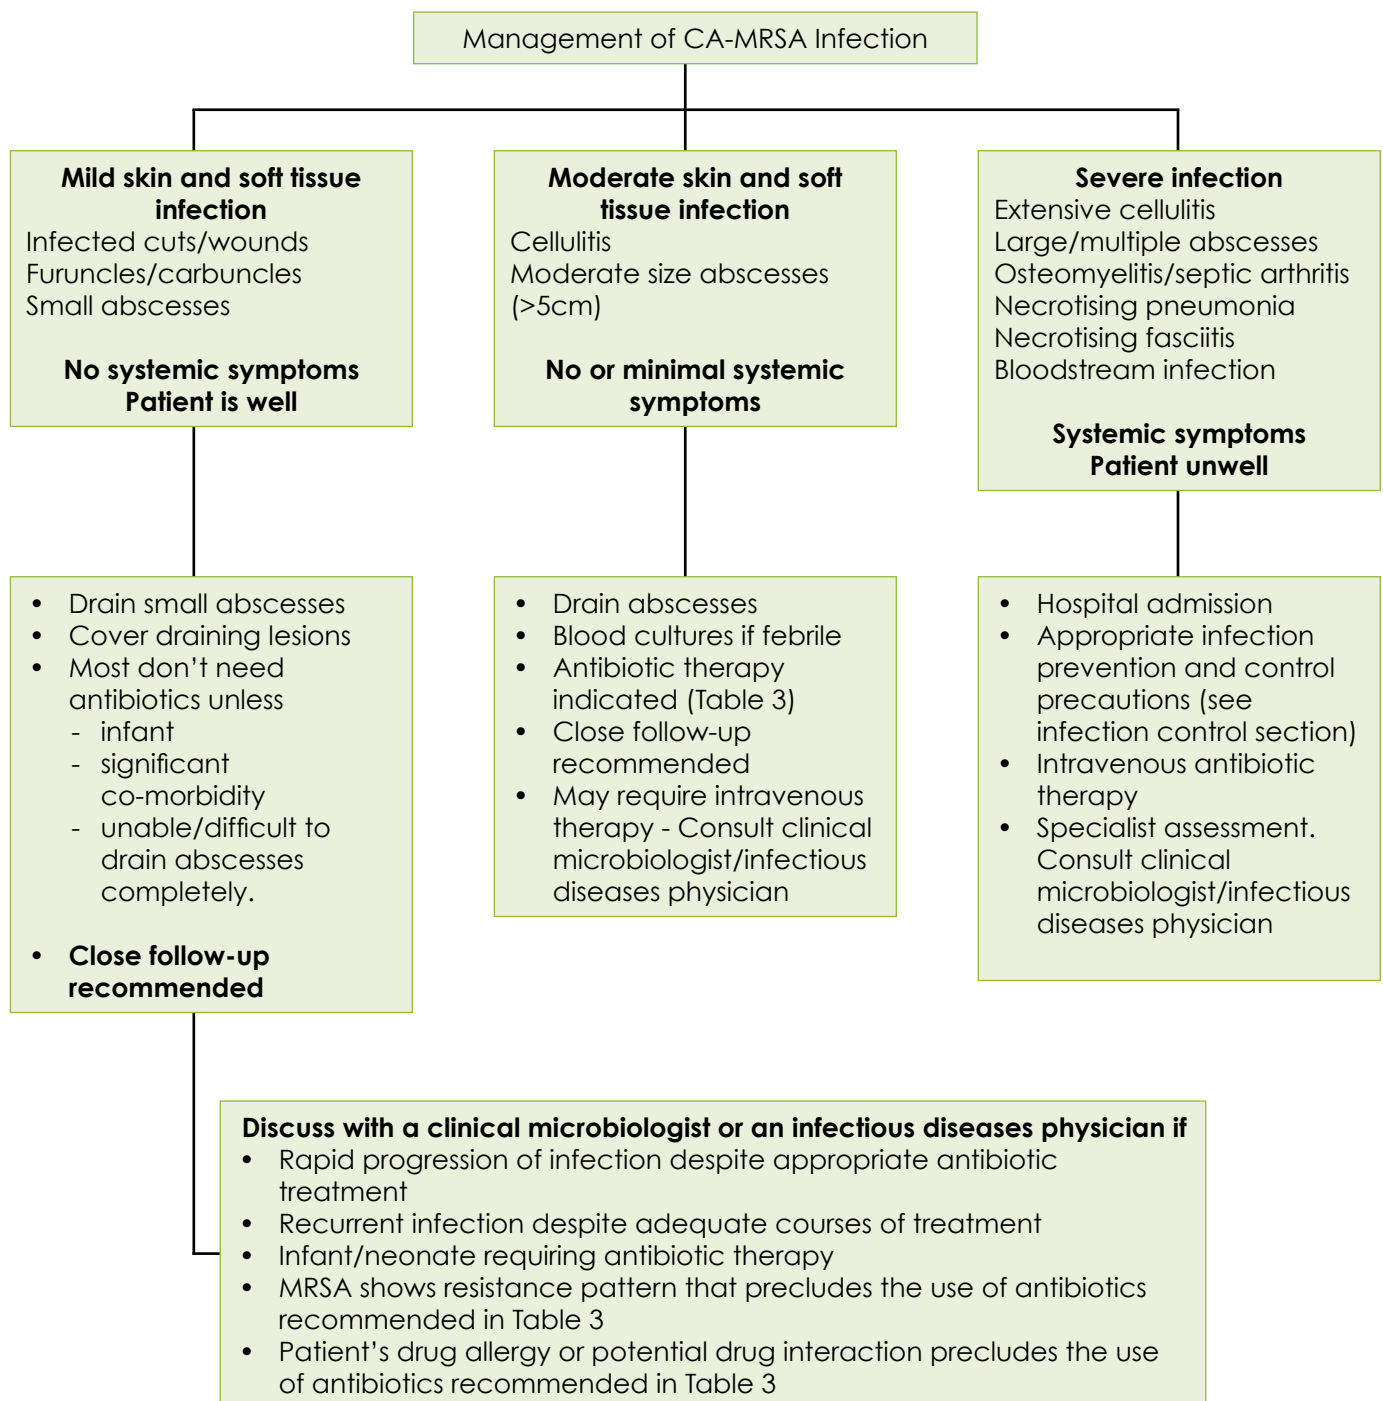 Management of CA-MRSA Infection
Mild skin and soft tissue
infection
Infected cuts/wounds
Furuncles/carbuncles
Small abscesses
No systemic symptoms
Patient is well
Moderate skin and soft
tissue infection
Cellulitis
Moderate size abscesses
(>5cm)
No or minimal systemic
symptoms
Severe infection
Extensive cellulitis
Large/multiple abscesses
Osteomyelitis/septic arthritis
Necrotising pneumonia
Necrotising fasciitis
Bloodstream infection
Systemic symptoms
Patient unwell
• Drain small abscesses
• Cover draining lesions
• Most don't need
antibiotics unless
- infant
- significant
co-morbidity
- unable/difficult to
drain abscesses
completely.
• Close follow-up
recommended
• Drain abscesses
• Blood cultures if febrile
• Antibiotic therapy
indicated (Table 3)
• Close follow-up
recommended
• May require intravenous
therapy - Consult clinical
microbiologist/infectious
diseases physician
• Hospital admission
• Appropriate infection
prevention and control
precautions (see
infection control section)
• Intravenous antibiotic
therapy
• Specialist assessment.
Consult clinical
microbiologist/infectious
diseases physician
Discuss with a clinical microbiologist or an infectious diseases physician if
• Rapid progression of infection despite appropriate antibiotic
treatment
• Recurrent infection despite adequate courses of treatment
• Infant/neonate requiring antibiotic therapy
• MRSA shows resistance pattern that precludes the use of antibiotics
recommended in Table 3
• Patient's drug allergy or potential drug interaction precludes the use
of antibiotics recommended in Table 3